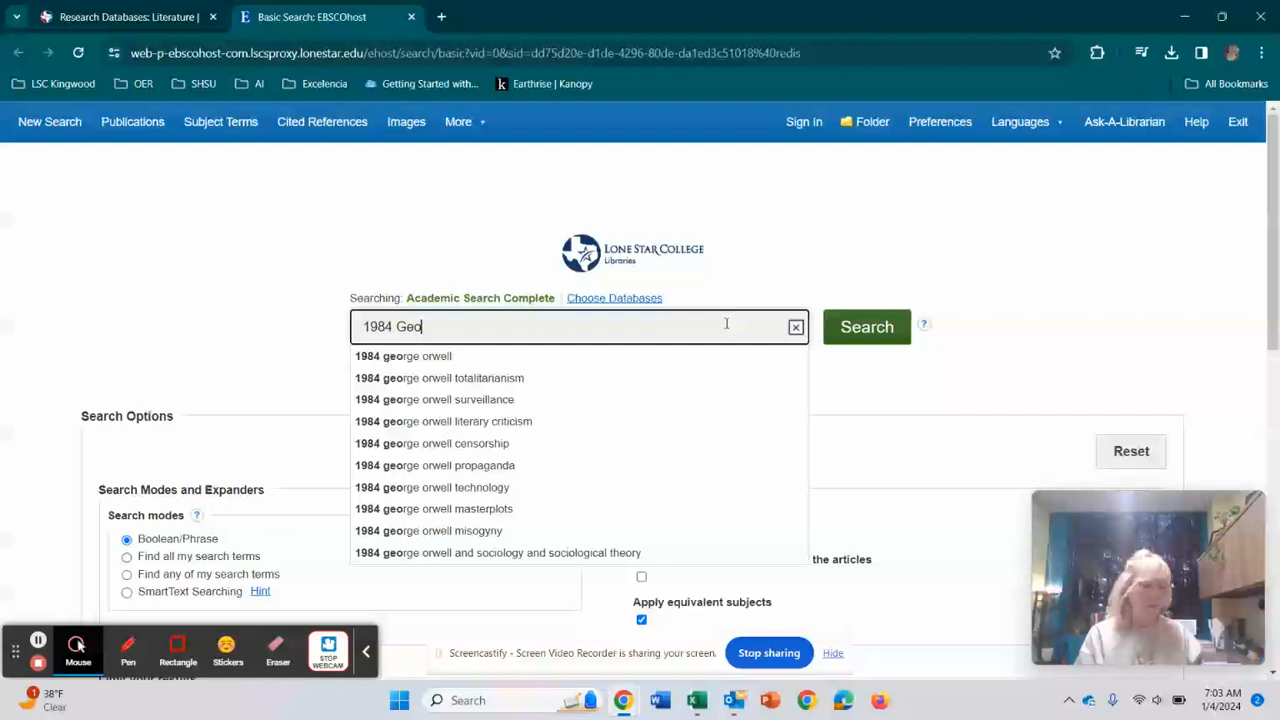 Research Databases: Literature |
Basic Search: EBSCOhost
web-p-ebscohost-com.lscsproxy.lonestar.edu/ehost/search/basic?vid=0&sid=dd75d20e-d1de-4296-80de-da1ed3c51018%40redis
LSC Kingwood OER SHSU AI Excelencia Getting Started with... Earthrise | Kanopy All Bookmarks
New Search Publications Subject Terms Cited References Images More Sign In Folder Preferences Languages Ask-A-Librarian Help Exit
LONE STAR COLLEGE
Libraries
Searching: Academic Search Complete Choose Databases
1984 Geo
Search
1984 george orwell
1984 george orwell totalitarianism
1984 george orwell surveillance
1984 george orwell literary criticism
1984 george orwell censorship
1984 george orwell propaganda
1984 george orwell technology
1984 george orwell masterplots
1984 george orwell misogyny
1984 george orwell and sociology and sociological theory
Search Options
Reset
Search Modes and Expanders
Search modes
Boolean/Phrase
Find all my search terms
Find any of my search terms
SmartText Searching Hint
the articles
Apply equivalent subjects
Mouse Pen Rectangle Stickers Eraser STOP WEBCAM
Screencastify - Screen Video Recorder is sharing your screen. Stop sharing Hide
38°F
Clear
Search
7:03 AM
1/4/2024